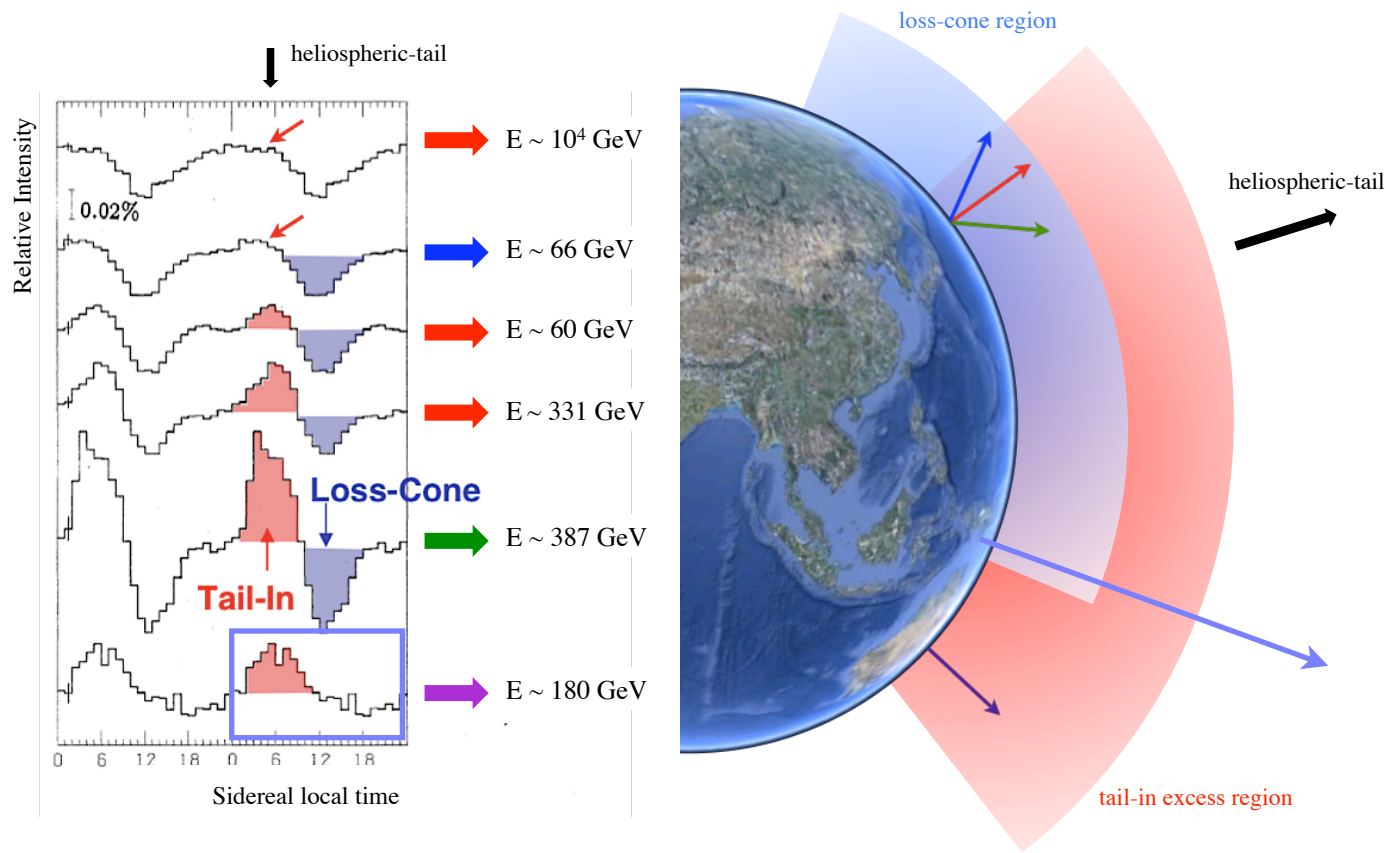 heliospheric-tail
Relative Intensity
0.02%
E ~ 10⁴ GeV
E ~ 66 GeV
E ~ 60 GeV
E ~ 331 GeV
Loss-Cone
E ~ 387 GeV
Tail-In
E ~ 180 GeV
0 6 12 0 6 12 18
Sidereal local time
loss-cone region
heliospheric-tail
tail-in excess region